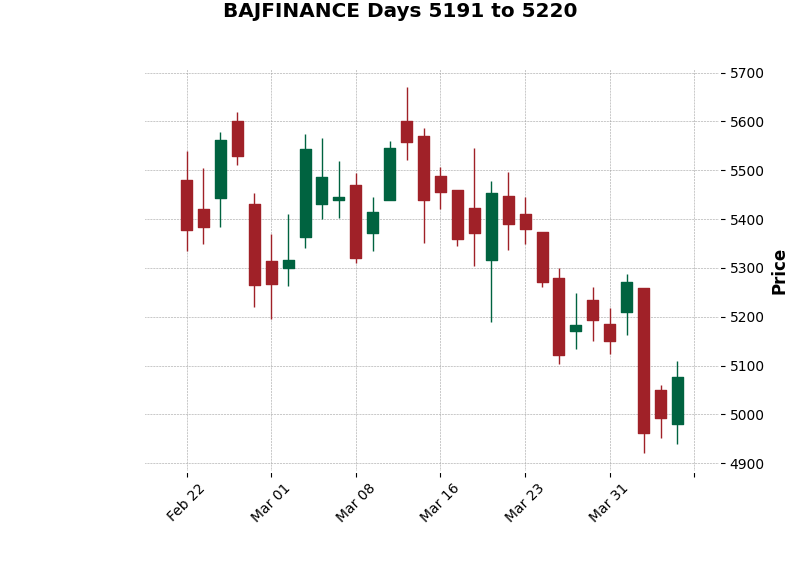 BAJFINANCE Days 5191 to 5220
5700
5600
5500
5400
5300
5200
5100
5000
4900
Price
Feb 22
Mar 01
Mar 08
Mar 16
Mar 23
Mar 31